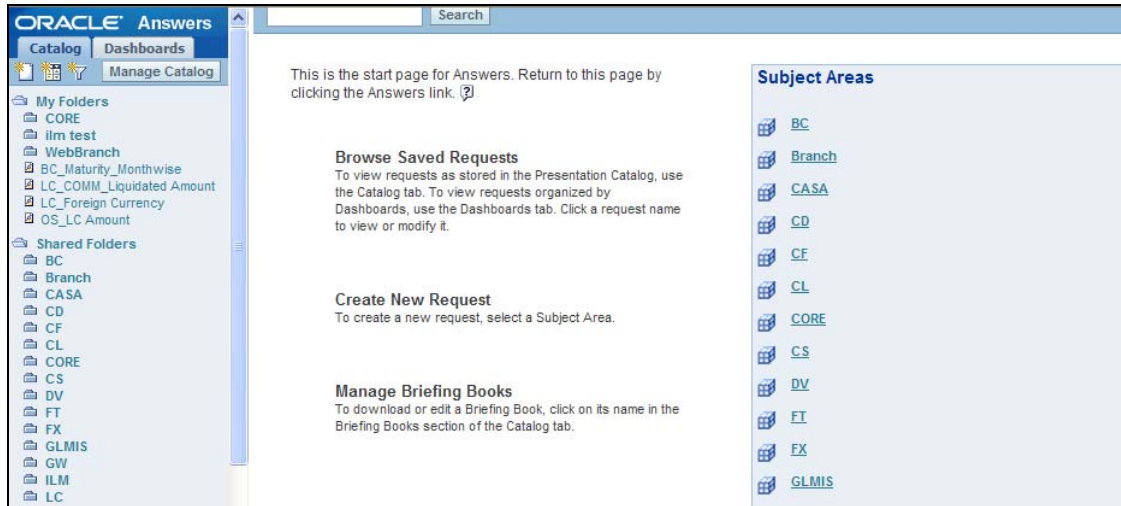 ORACLE Answers
Catalog
Dashboards
Manage Catalog
My Folders
CORE
ilm test
WebBranch
BC_Maturity_Monthwise
LC_COMM_Liquidated Amount
LC_Foreign Currency
OS_LC Amount
Shared Folders
BC
Branch
CASA
CD
CF
CL
CORE
CS
DV
FT
FX
GLMIS
GW
ILM
LC
Search
This is the start page for Answers. Return to this page by
clicking the Answers link.
Browse Saved Requests
To view requests as stored in the Presentation Catalog, use
the Catalog tab. To view requests organized by
Dashboards, use the Dashboards tab. Click a request name
to view or modify it.
Create New Request
To create a new request, select a Subject Area.
Manage Briefing Books
To download or edit a Briefing Book, click on its name in the
Briefing Books section of the Catalog tab.
Subject Areas
BC
Branch
CASA
CD
CF
CL
CORE
CS
DV
FT
FX
GLMIS